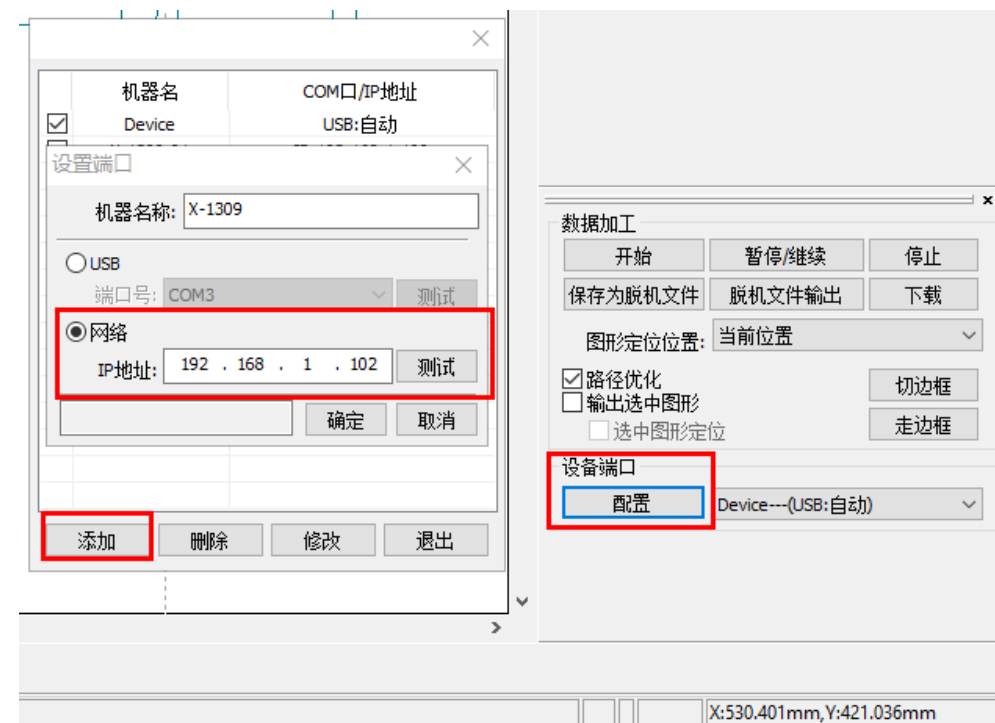 机器名 COM口/IP地址
Device USB:自动
设置端口
机器名称: X-1309
USB
端口号: COM3 测试
网络
IP地址: 192 . 168 . 1 . 102 测试
确定 取消
添加 删除 修改 退出
数据加工
开始 暂停/继续 停止
保存为脱机文件 脱机文件输出 下载
图形定位位置: 当前位置
路径优化 切边框
输出选中图形
选中图形定位 走边框
设备端口
配置 Device---(USB:自动)
X:530.401mm,Y:421.036mm